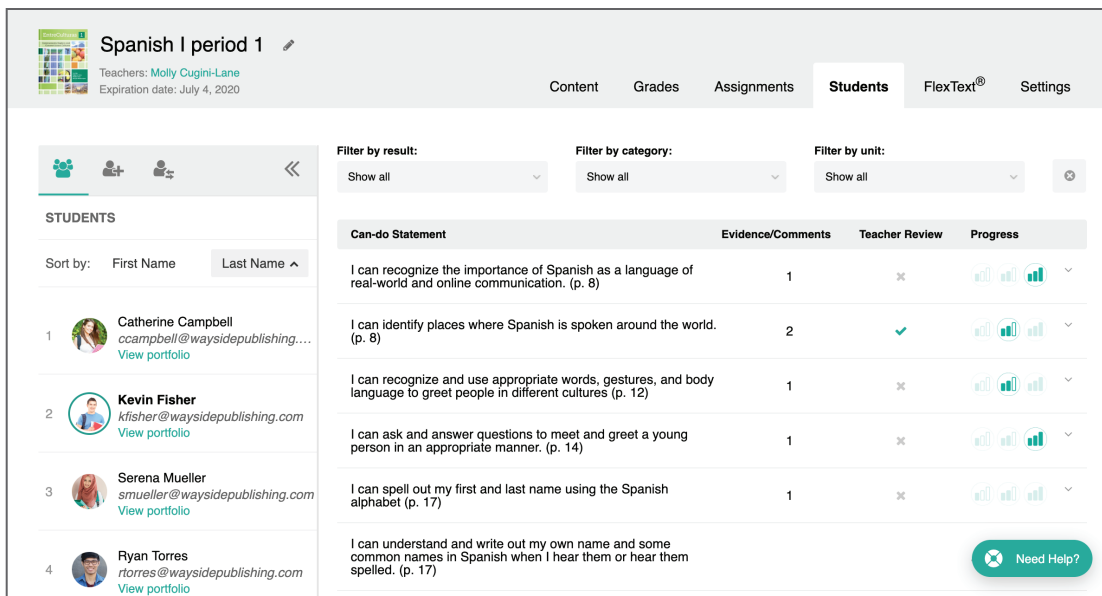 EntreCulturas 1
Spanish I period 1
Teachers: Molly Cugini-Lane
Expiration date: July 4, 2020
Content
Grades
Assignments
Students
FlexText®
Settings
STUDENTS
Sort by:
First Name
Last Name
1
Catherine Campbell
ccampbell@waysidepublishing....
View portfolio
2
Kevin Fisher
kfisher@waysidepublishing.com
View portfolio
3
Serena Mueller
smueller@waysidepublishing.com
View portfolio
4
Ryan Torres
rtorres@waysidepublishing.com
View portfolio
Filter by result:
Show all
Filter by category:
Show all
Filter by unit:
Show all
Can-do Statement
Evidence/Comments
Teacher Review
Progress
I can recognize the importance of Spanish as a language of
real-world and online communication. (p. 8)
1
I can identify places where Spanish is spoken around the world.
(p. 8)
2
I can recognize and use appropriate words, gestures, and body
language to greet people in different cultures (p. 12)
1
I can ask and answer questions to meet and greet a young
person in an appropriate manner. (p. 14)
1
I can spell out my first and last name using the Spanish
alphabet (p. 17)
1
I can understand and write out my own name and some
common names in Spanish when I hear them or hear them
spelled. (p. 17)
Need Help?